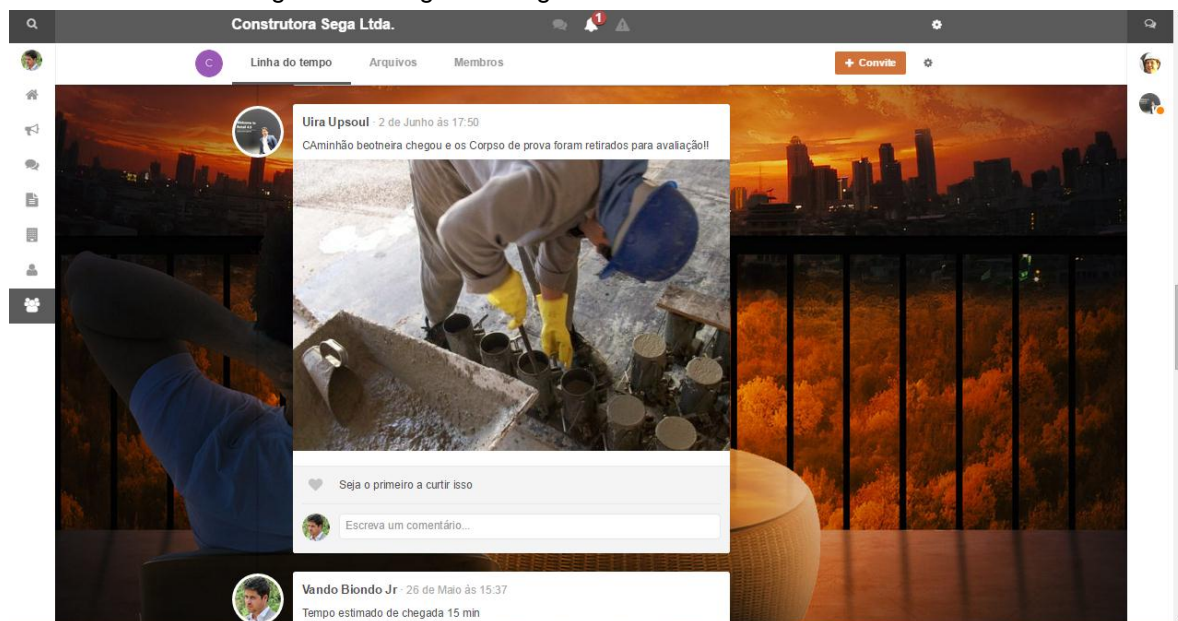 Construtora Sega Ltda.
1
C
Linha do tempo
Arquivos
Membros
+ Convite
Uira Upsoul · 2 de Junho ás 17:50
CAminhão beotneira chegou e os Corpso de prova foram retirados para avaliação!!
Seja o primeiro a curtir isso
Escreva um comentário...
Vando Biondo Jr · 26 de Maio ás 15:37
Tempo estimado de chegada 15 min